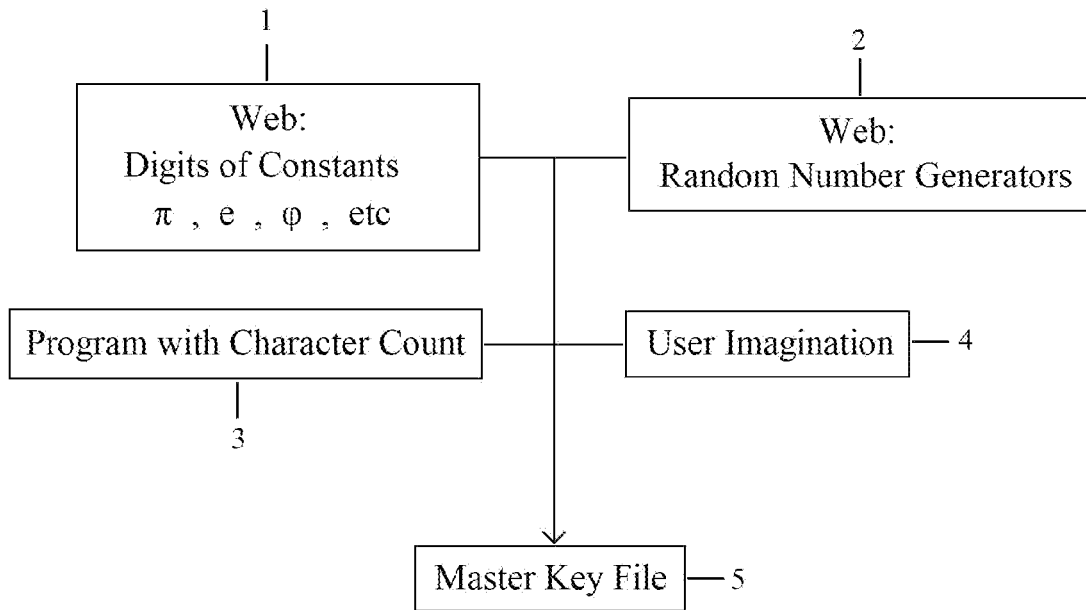 1
Web:
Digits of Constants
π , e , φ , etc
2
Web:
Random Number Generators
Program with Character Count
3
User Imagination
4
Master Key File
5